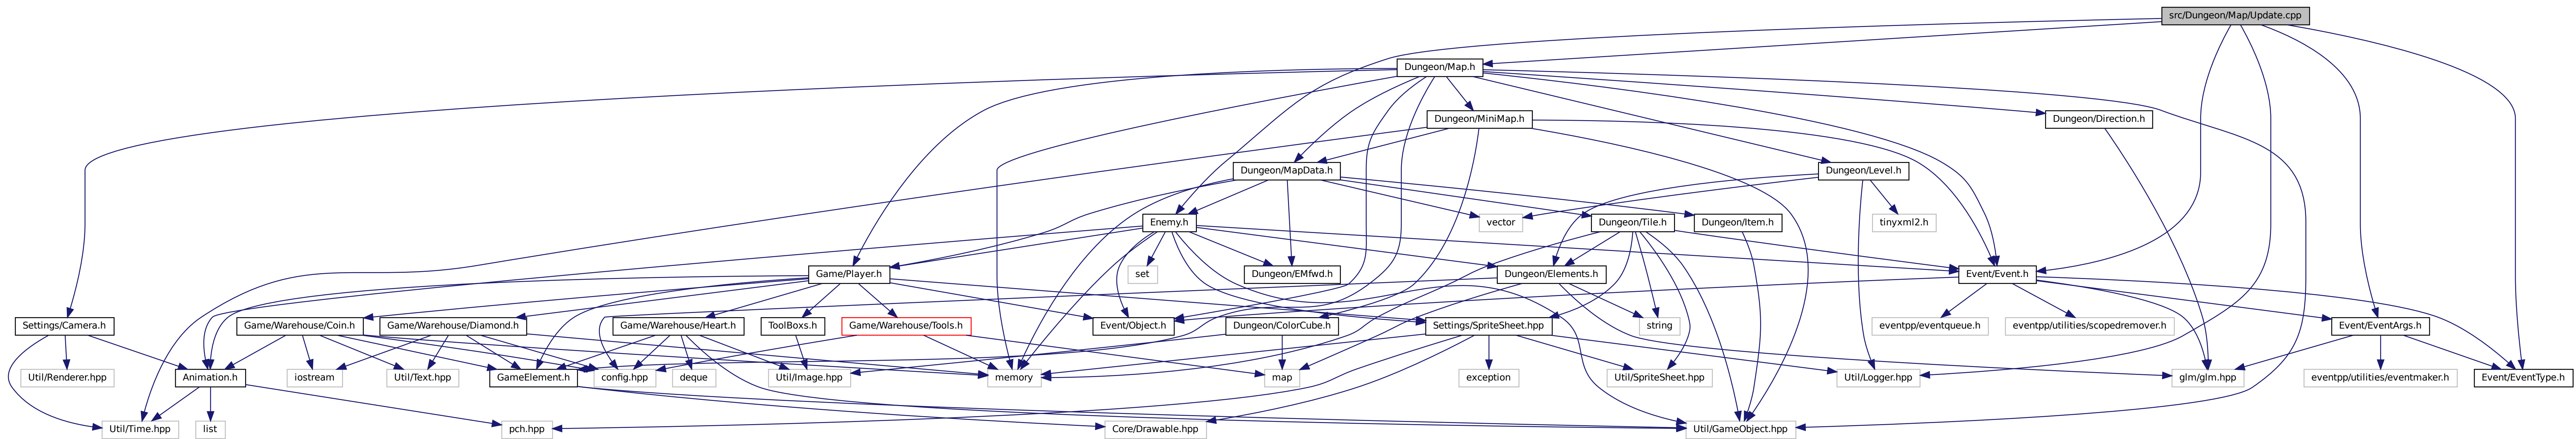 src/Dungeon/Map/Update.cpp
Dungeon/Map.h
Dungeon/MiniMap.h
Dungeon/Direction.h
Dungeon/MapData.h
Dungeon/Level.h
Enemy.h
vector
Dungeon/Tile.h
Dungeon/Item.h
tinyxml2.h
Game/Player.h
set
Dungeon/EMfwd.h
Dungeon/Elements.h
Event/Event.h
Settings/Camera.h
Game/Warehouse/Coin.h
Game/Warehouse/Diamond.h
Game/Warehouse/Heart.h
ToolBoxs.h
Game/Warehouse/Tools.h
Event/Object.h
Dungeon/ColorCube.h
Settings/SpriteSheet.hpp
string
eventpp/eventqueue.h
eventpp/utilities/scopedremover.h
Event/EventArgs.h
Util/Renderer.hpp
Animation.h
iostream
Util/Text.hpp
GameElement.h
config.hpp
deque
Util/Image.hpp
memory
map
exception
Util/SpriteSheet.hpp
Util/Logger.hpp
glm/glm.hpp
eventpp/utilities/eventmaker.h
Event/EventType.h
Util/Time.hpp
list
pch.hpp
Core/Drawable.hpp
Util/GameObject.hpp